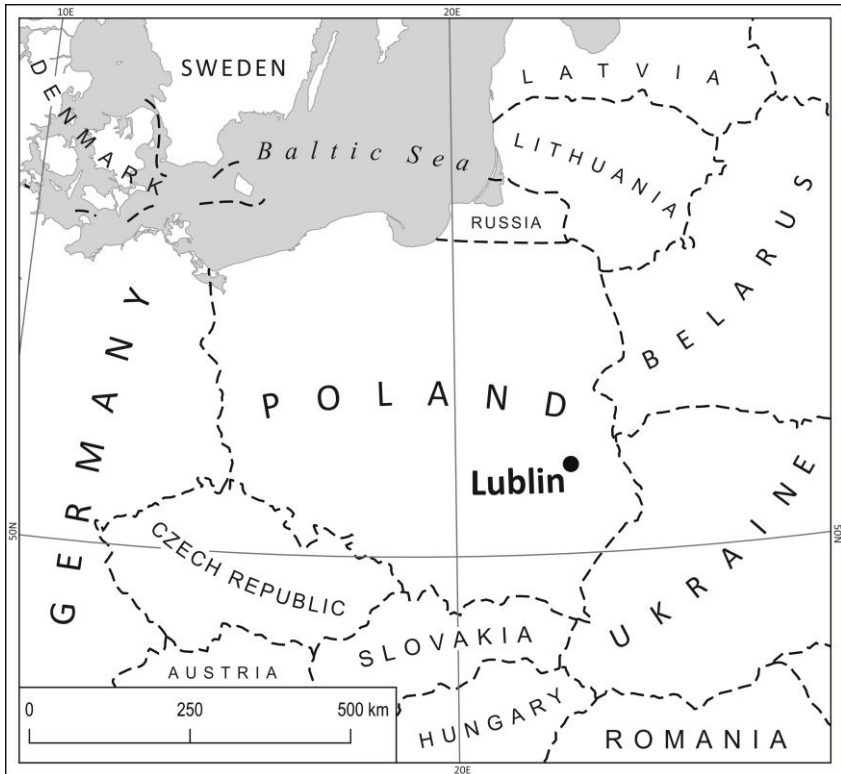 10E
20E
SWEDEN
DENMARK
LATVIA
Baltic Sea
LITHUANIA
RUSSIA
BELARUS
GERMANY
POLAND
Lublin
50N
50N
CZECH REPUBLIC
UKRAINE
SLOVAKIA
AUSTRIA
HUNGARY
ROMANIA
0 250 500 km
20E